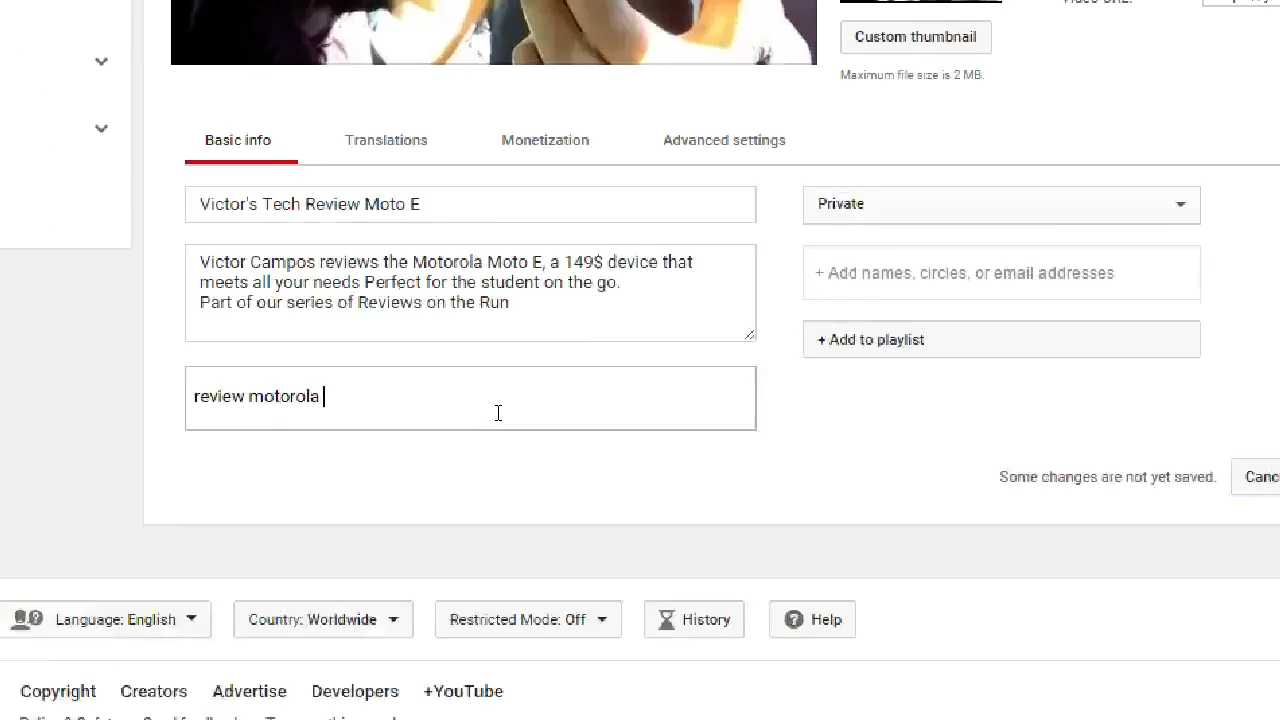 Custom thumbnail
Maximum file size is 2 MB.
Basic info
Translations
Monetization
Advanced settings
Victor's Tech Review Moto E
Private
Victor Campos reviews the Motorola Moto E, a 149$ device that
meets all your needs Perfect for the student on the go.
Part of our series of Reviews on the Run
+ Add names, circles, or email addresses
+ Add to playlist
review motorola
Some changes are not yet saved.
Language: English
Country: Worldwide
Restricted Mode: Off
History
Help
Copyright
Creators
Advertise
Developers
+YouTube